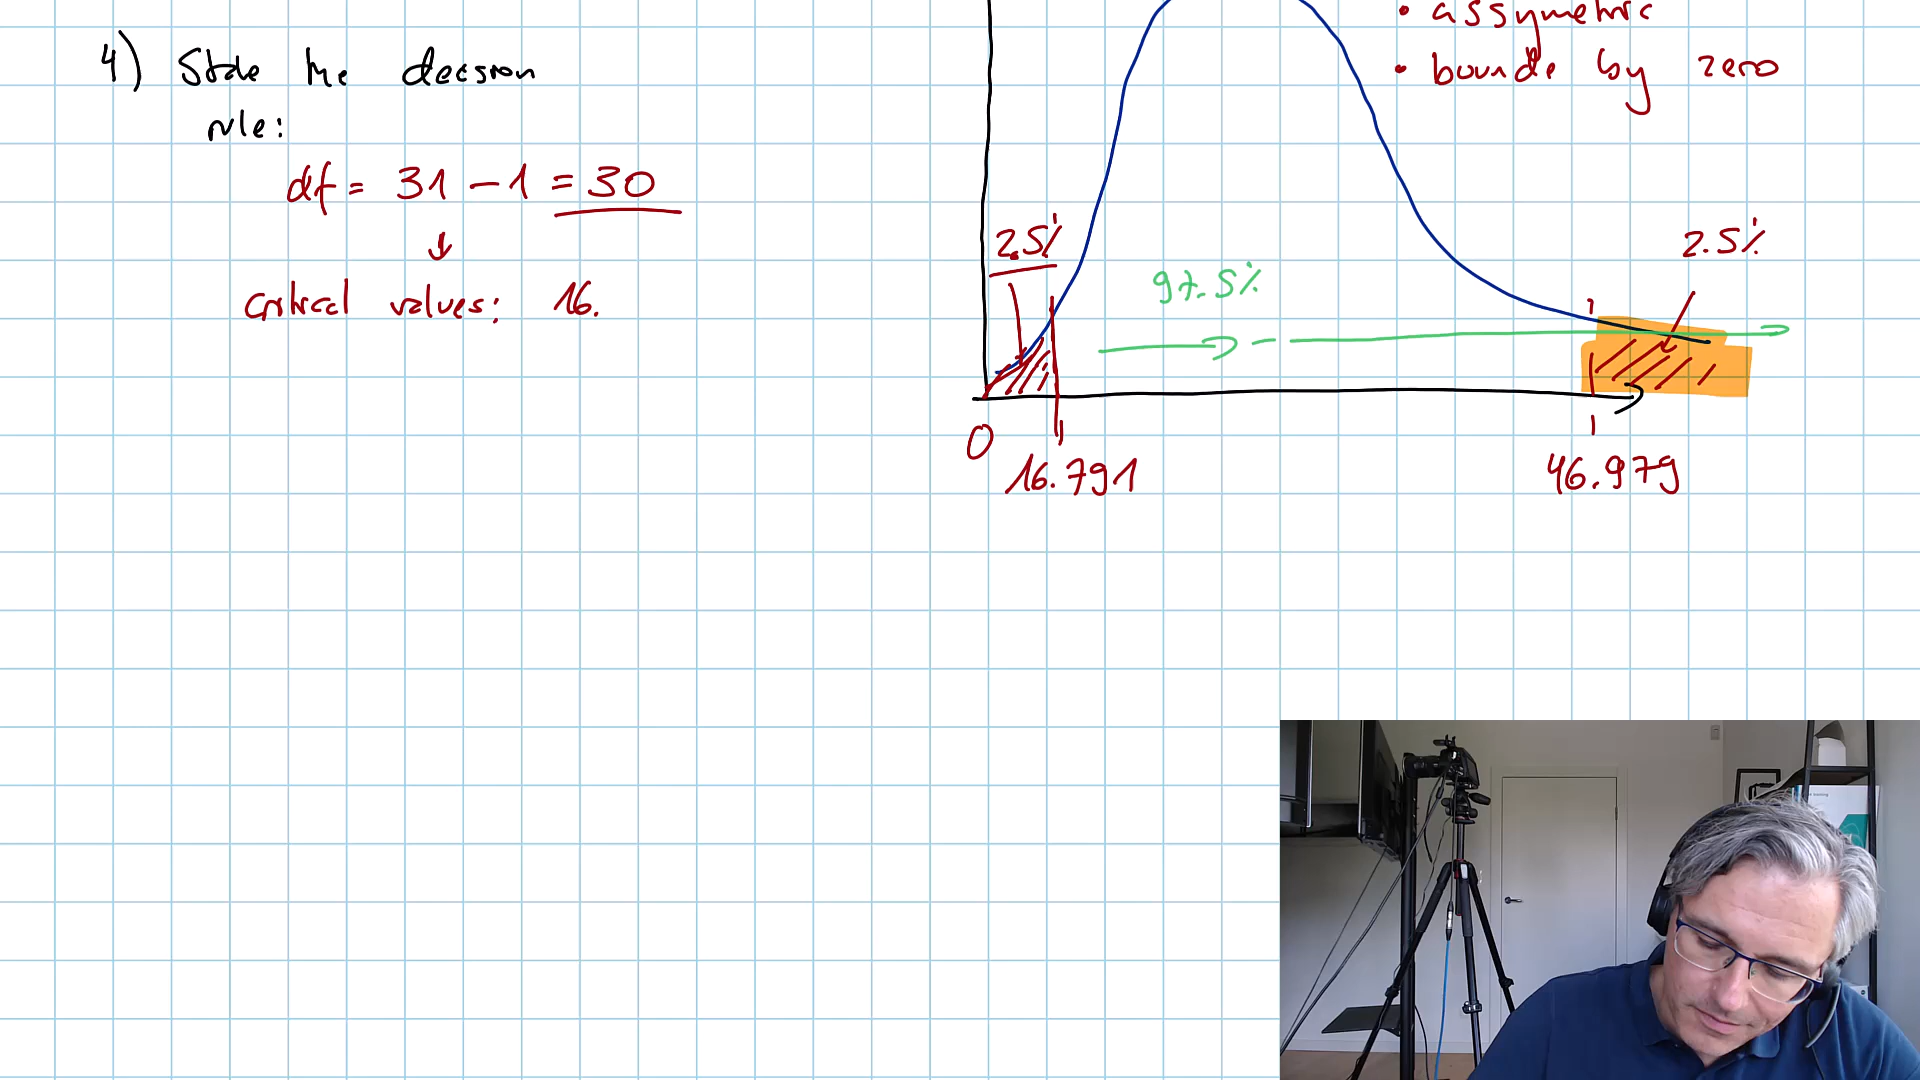 4) State the decision
rule:
df = 31 - 1 = 30
↓
critical values: 16.
• assymetric
• bounde by zero
2.5%
97.5%
2.5%
0
16.791
46.979